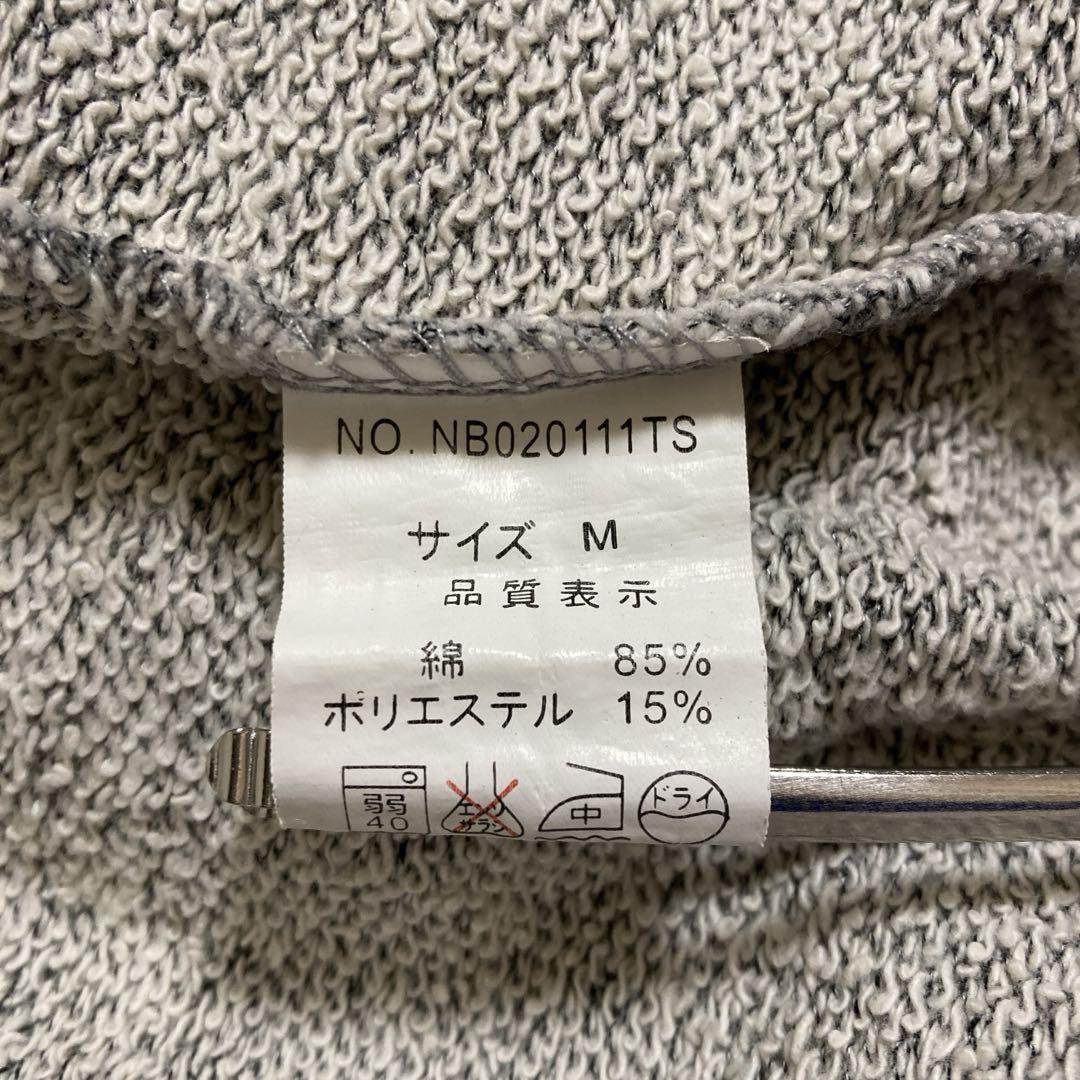 NO. NB020111TS
サイズ M
品質表示
綿 85%
ポリエステル 15%
弱
40
エンソ
サラシ
中
ドライ